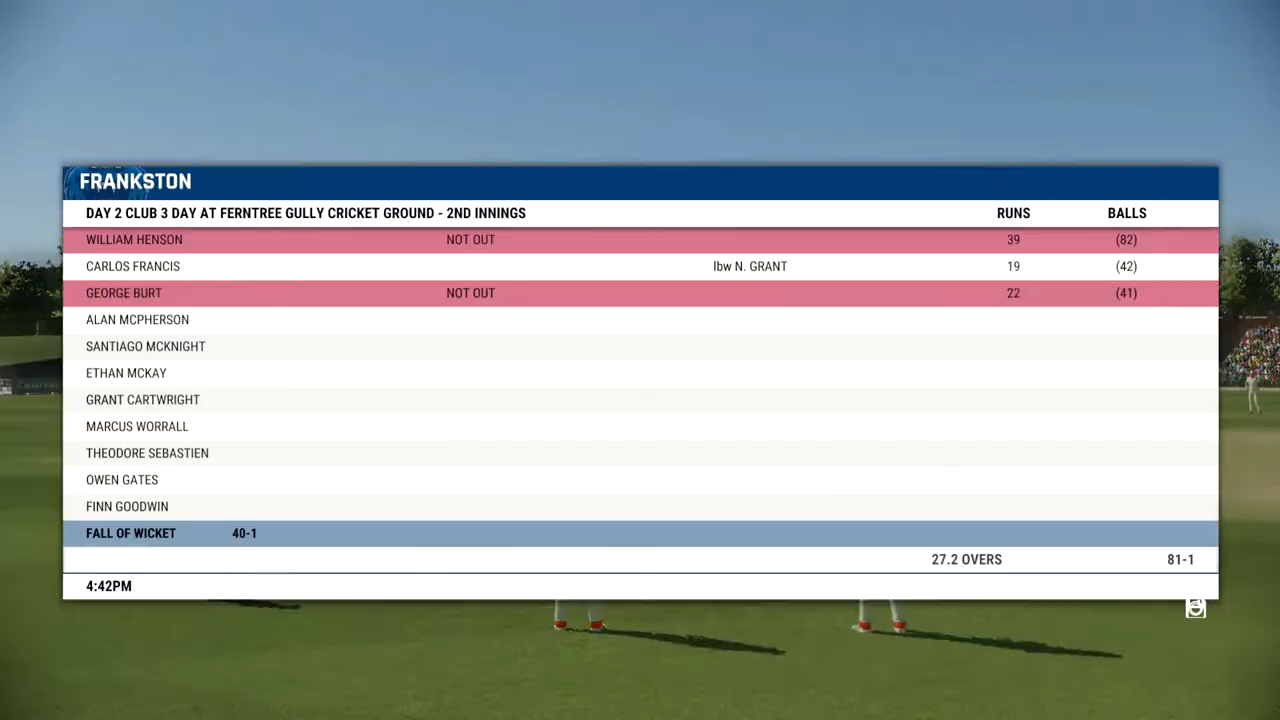 FRANKSTON
DAY 2 CLUB 3 DAY AT FERNTREE GULLY CRICKET GROUND - 2ND INNINGS RUNS BALLS
WILLIAM HENSON NOT OUT 39 (82)
CARLOS FRANCIS lbw N. GRANT 19 (42)
GEORGE BURT NOT OUT 22 (41)
ALAN MCPHERSON
SANTIAGO MCKNIGHT
ETHAN MCKAY
GRANT CARTWRIGHT
MARCUS WORRALL
THEODORE SEBASTIEN
OWEN GATES
FINN GOODWIN
FALL OF WICKET 40-1
27.2 OVERS 81-1
4:42PM